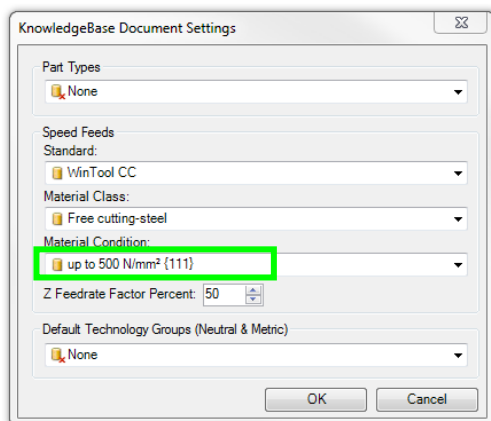 KnowledgeBase Document Settings
Part Types
None
Speed Feeds
Standard:
WinTool CC
Material Class:
Free cutting-steel
Material Condition:
up to 500 N/mm² {111}
Z Feedrate Factor Percent: 50
Default Technology Groups (Neutral & Metric)
None
OK Cancel